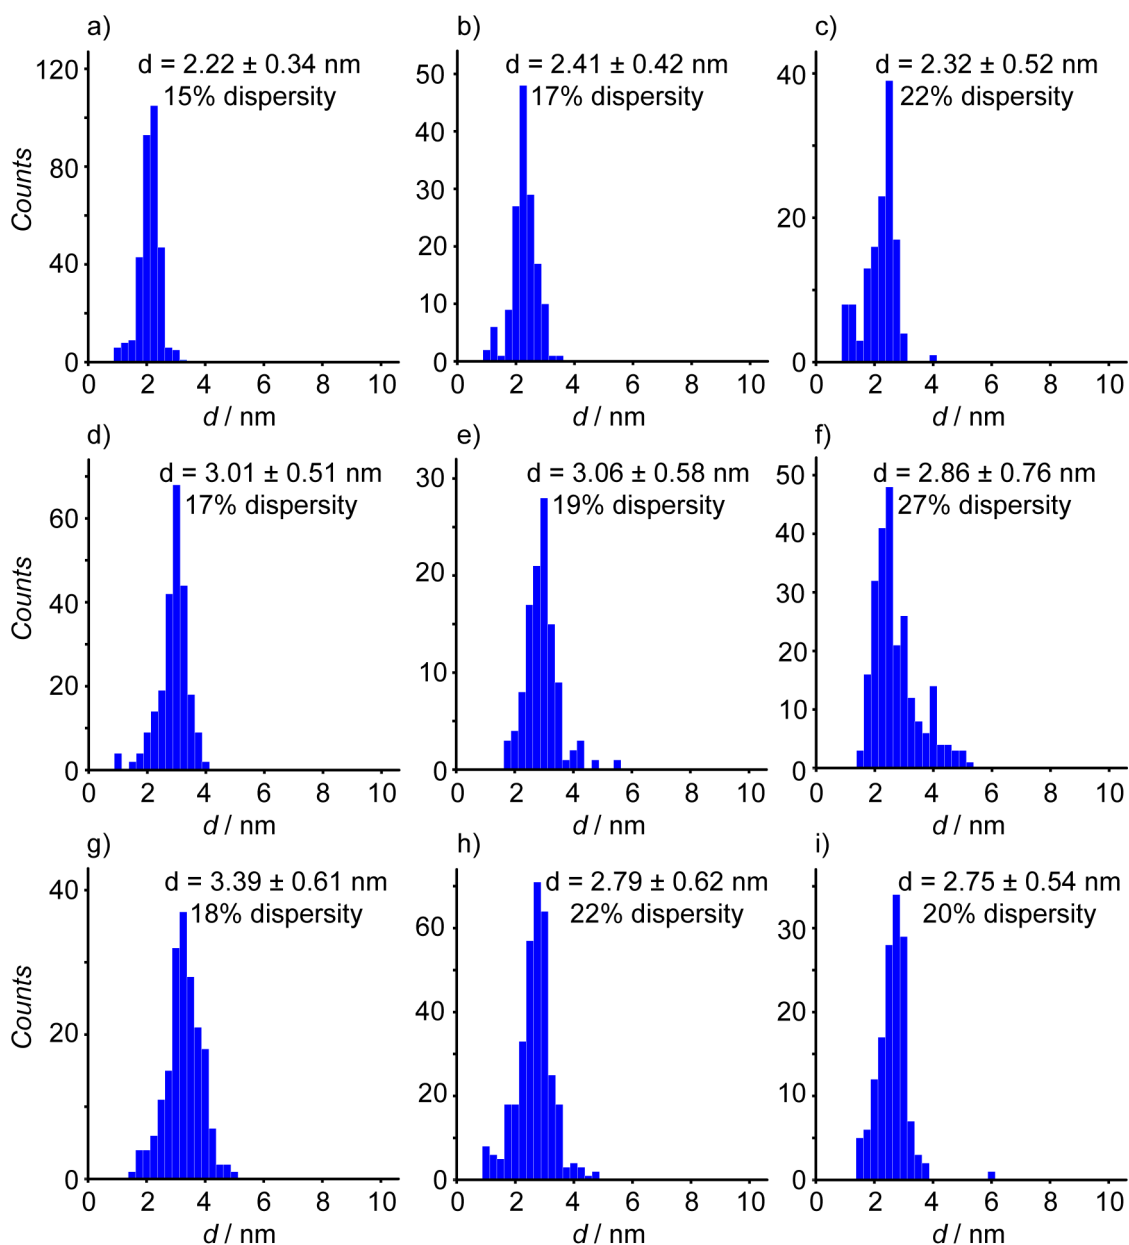 a)
d = 2.22 ± 0.34 nm
15% dispersity
Counts
120
80
40
0
0 2 4 6 8 10
d / nm
b)
d = 2.41 ± 0.42 nm
17% dispersity
50
40
30
20
10
0
0 2 4 6 8 10
d / nm
c)
d = 2.32 ± 0.52 nm
22% dispersity
40
20
0
0 2 4 6 8 10
d / nm
d)
d = 3.01 ± 0.51 nm
17% dispersity
Counts
60
40
20
0
0 2 4 6 8 10
d / nm
e)
d = 3.06 ± 0.58 nm
19% dispersity
30
20
10
0
0 2 4 6 8 10
d / nm
f)
d = 2.86 ± 0.76 nm
27% dispersity
50
40
30
20
10
0
0 2 4 6 8 10
d / nm
g)
d = 3.39 ± 0.61 nm
18% dispersity
Counts
40
20
0
0 2 4 6 8 10
d / nm
h)
d = 2.79 ± 0.62 nm
22% dispersity
60
40
20
0
0 2 4 6 8 10
d / nm
i)
d = 2.75 ± 0.54 nm
20% dispersity
30
20
10
0
0 2 4 6 8 10
d / nm